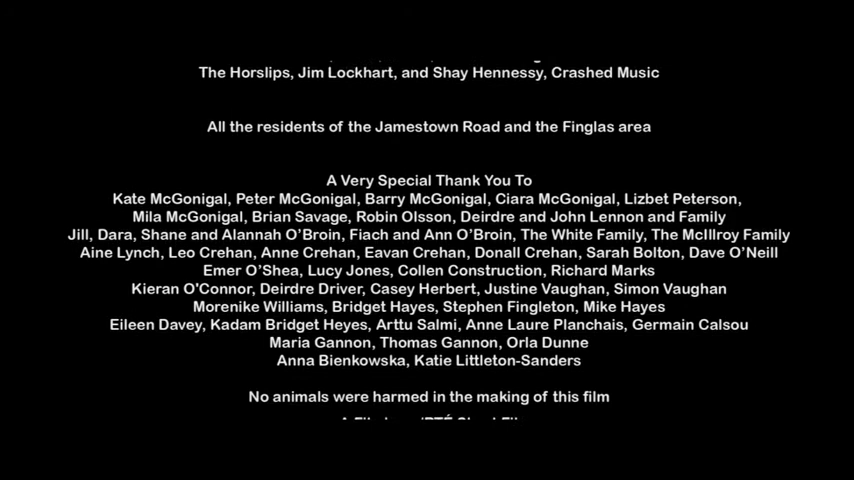 The Horslips, Jim Lockhart, and Shay Hennessy, Crashed Music
All the residents of the Jamestown Road and the Finglas area
A Very Special Thank You To
Kate McGonigal, Peter McGonigal, Barry McGonigal, Ciara McGonigal, Lizbet Peterson,
Mila McGonigal, Brian Savage, Robin Olsson, Deirdre and John Lennon and Family
Jill, Dara, Shane and Alannah O’Broin, Fiach and Ann O’Broin, The White Family, The McIllroy Family
Aine Lynch, Leo Crehan, Anne Crehan, Eavan Crehan, Donall Crehan, Sarah Bolton, Dave O’Neill
Emer O’Shea, Lucy Jones, Collen Construction, Richard Marks
Kieran O'Connor, Deirdre Driver, Casey Herbert, Justine Vaughan, Simon Vaughan
Morenike Williams, Bridget Hayes, Stephen Fingleton, Mike Hayes
Eileen Davey, Kadam Bridget Heyes, Arttu Salmi, Anne Laure Planchais, Germain Calsou
Maria Gannon, Thomas Gannon, Orla Dunne
Anna Bienkowska, Katie Littleton-Sanders
No animals were harmed in the making of this film